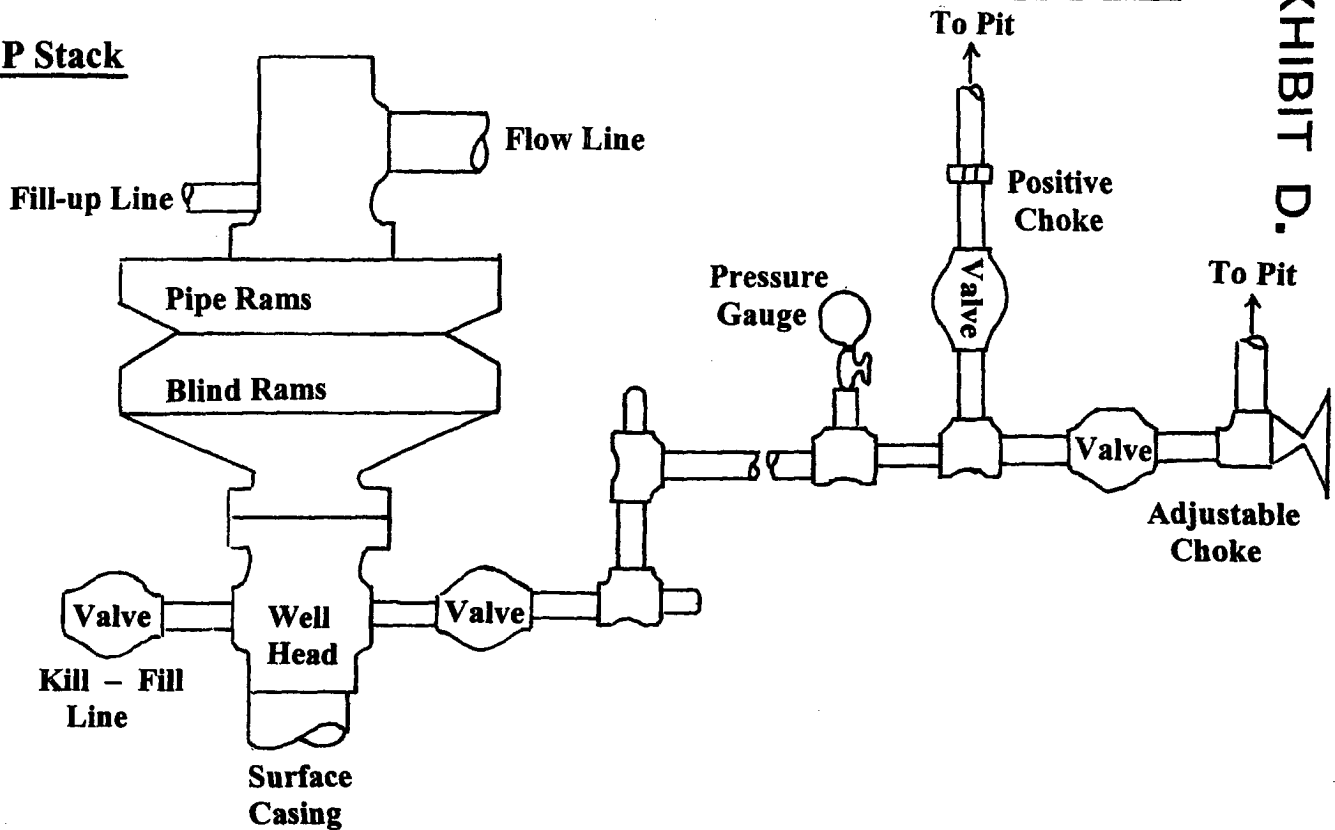 P Stack
To Pit
KHIBIT D.
Flow Line
Fill-up Line
Positive
Choke
Pipe Rams
Pressure
Gauge
Valve
To Pit
Blind Rams
Valve
Adjustable
Choke
Valve
Well
Head
Valve
Kill – Fill
Line
Surface
Casing